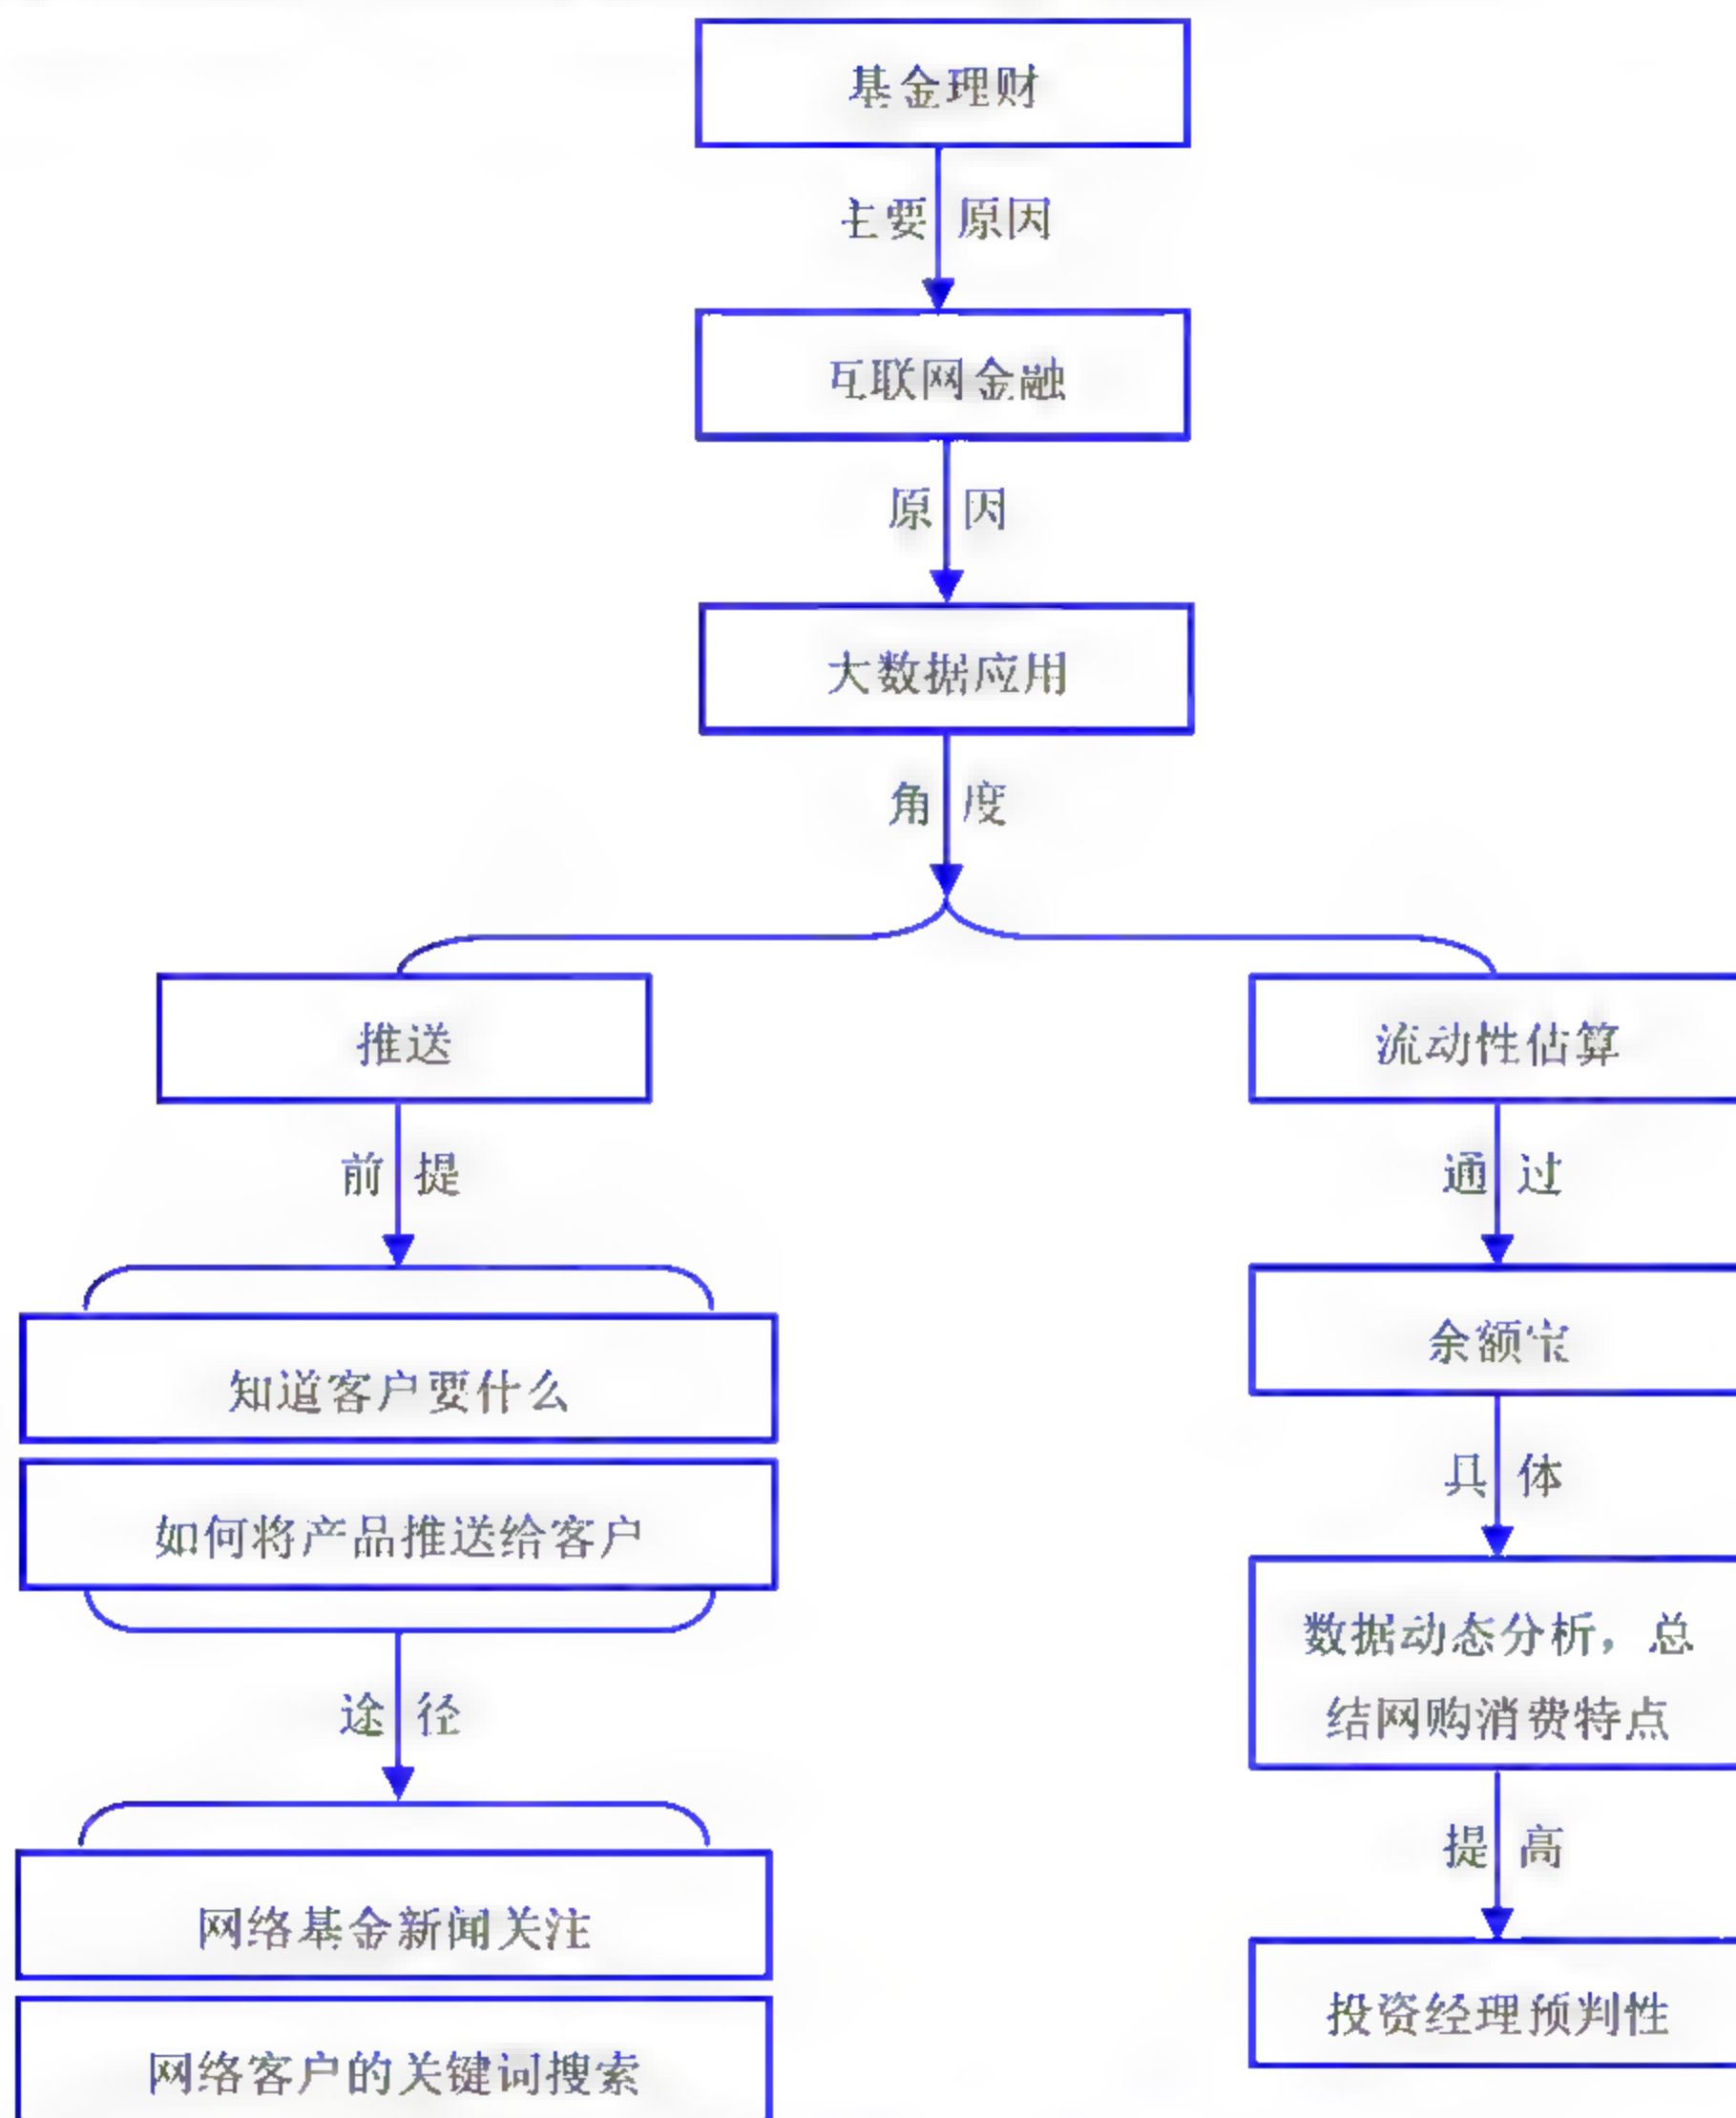 基金理财
主要 原因
互联网金融
原 因
大数据应用
角 度
推送
流动性估算
前 提
通 过
知道客户要什么
余额宝
如何将产品推送给客户
具 体
数据动态分析，总
结网购消费特点
途 径
提 高
网络基金新闻关注
投资经理预判性
网络客户的关键词搜索